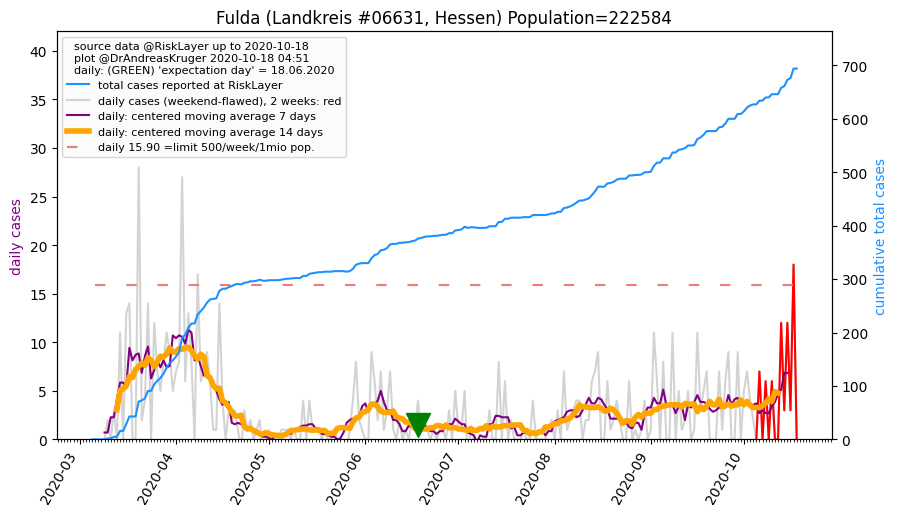 Fulda (Landkreis #06631, Hessen) Population=222584
source data @RiskLayer up to 2020-10-18
plot @DrAndreasKruger 2020-10-18 04:51
daily: (GREEN) 'expectation day' = 18.06.2020
total cases reported at RiskLayer
daily cases (weekend-flawed), 2 weeks: red
daily: centered moving average 7 days
daily: centered moving average 14 days
daily 15.90 =limit 500/week/1mio pop.
daily cases
40
35
30
25
20
15
10
5
0
700
600
500
400
300
200
100
0
cumulative total cases
2020-03
2020-04
2020-05
2020-06
2020-07
2020-08
2020-09
2020-10